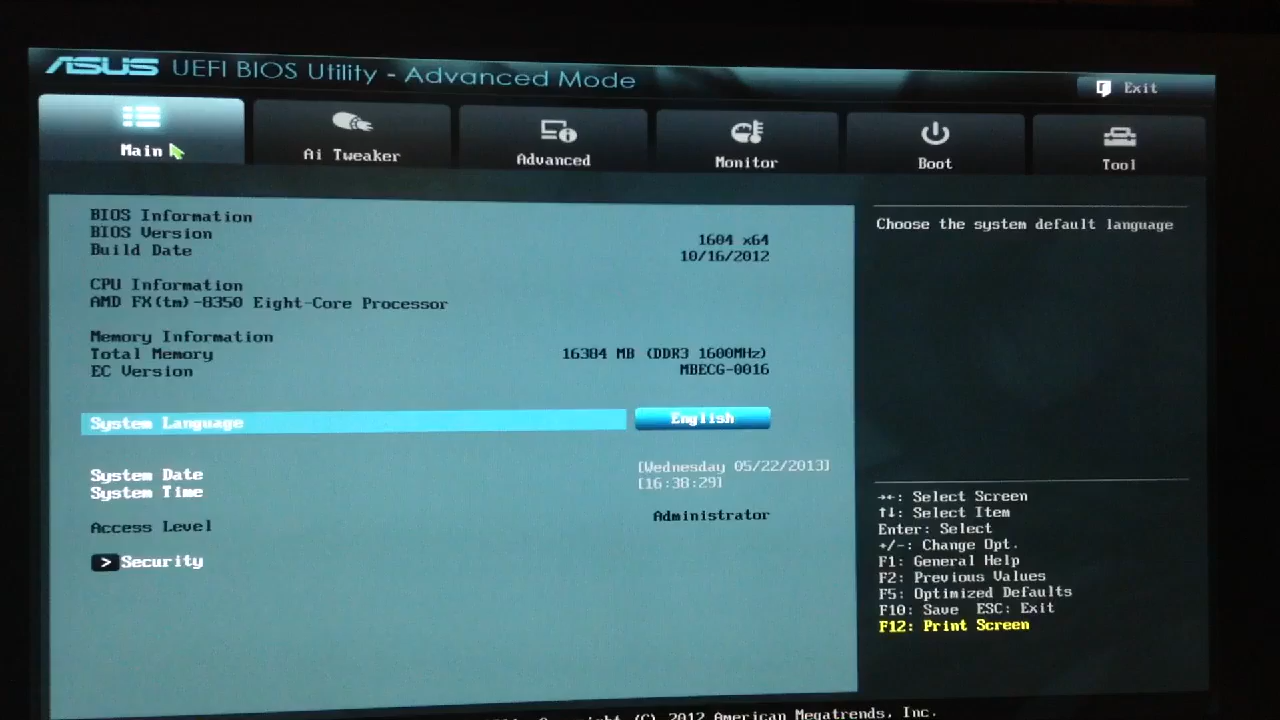 ASUS UEFI BIOS Utility - Advanced Mode
Exit
Main Ai Tweaker Advanced Monitor Boot Tool
BIOS Information
BIOS Version 1604 x64
Build Date 10/16/2012
CPU Information
AMD FX(tm)-8350 Eight-Core Processor
Memory Information
Total Memory 16384 MB (DDR3 1600MHz)
EC Version MBECG-0016
System Language English
System Date [Wednesday 05/22/2013]
System Time [16:38:29]
Access Level Administrator
> Security
Choose the system default language
→←: Select Screen
↑↓: Select Item
Enter: Select
+/-: Change Opt.
F1: General Help
F2: Previous Values
F5: Optimized Defaults
F10: Save ESC: Exit
F12: Print Screen
Copyright (C) 2012 American Megatrends, Inc.